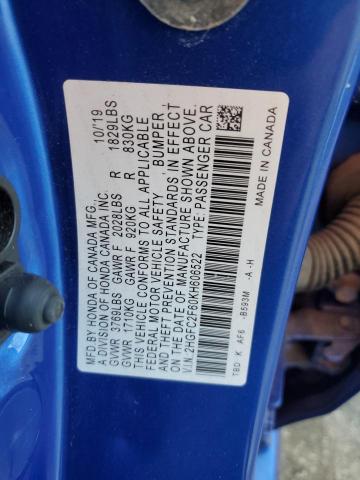 MFD BY HONDA OF CANADA MFG., 10/19
A DIVISION OF HONDA CANADA INC.
GVWR 3769LBS GAWR F 2028LBS R 1829LBS
GVWR 1710KG GAWR F 920KG R 830KG
THIS VEHICLE CONFORMS TO ALL APPLICABLE
FEDERAL MOTOR VEHICLE SAFETY, BUMPER
AND THEFT PREVENTION STANDARDS IN EFFECT
ON THE DATE OF MANUFACTURE SHOWN ABOVE.
V.I.N: 2HGFC2F60KH606522 TYPE: PASSENGER CAR
MADE IN CANADA
TBD K AF6 -B593M -A -H